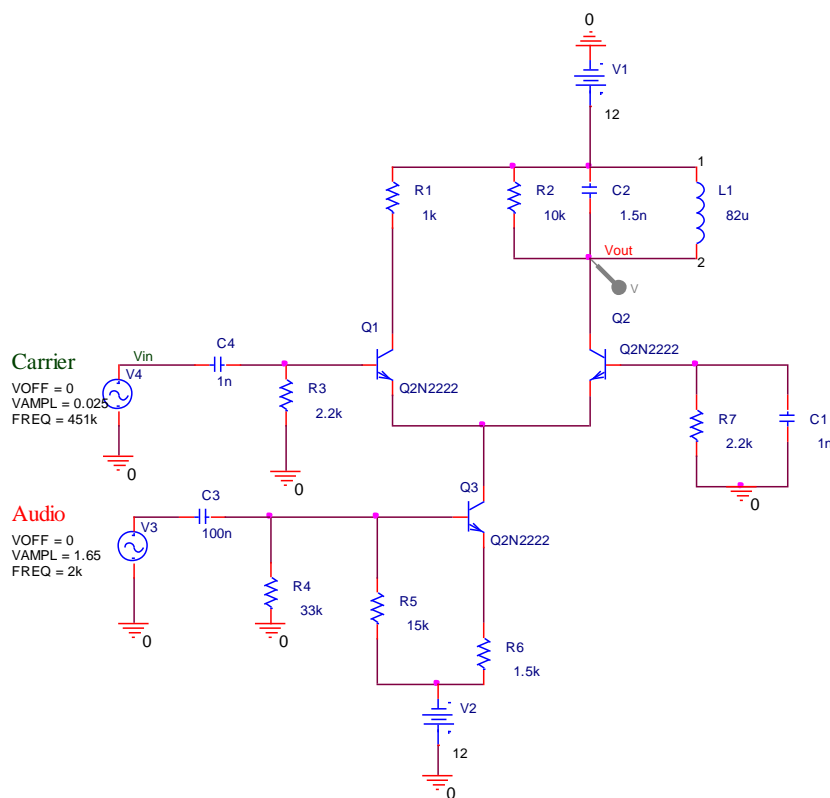 0
V1
12
R1
1k
R2
10k
C2
1.5n
1
L1
82u
2
Vout
V
Q1
Q2N2222
Q2
Q2N2222
Carrier
VOFF = 0
VAMPL = 0.025
FREQ = 451k
Vin
V4
C4
1n
R3
2.2k
0
0
R7
2.2k
C1
1n
0
Audio
VOFF = 0
VAMPL = 1.65
FREQ = 2k
V3
C3
100n
Q3
Q2N2222
R4
33k
R5
15k
R6
1.5k
0
0
V2
12
0